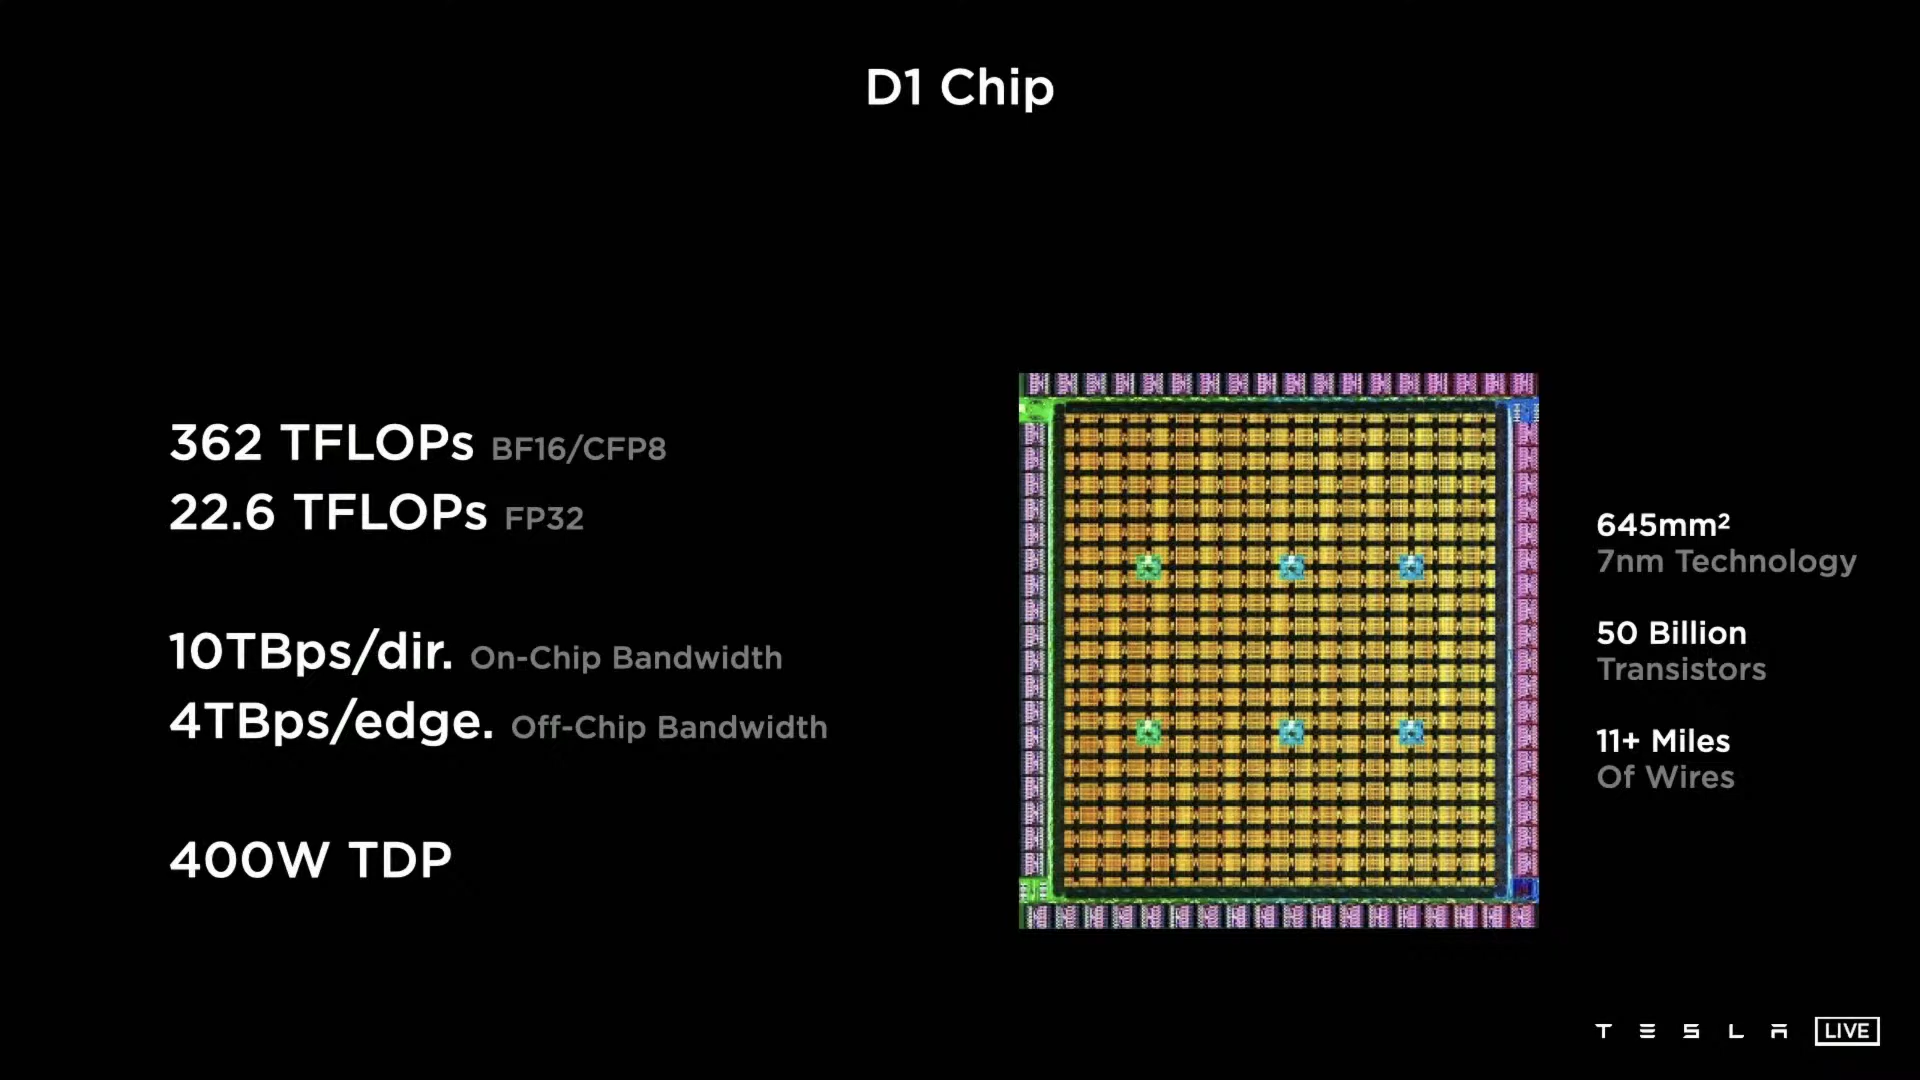 D1 Chip
362 TFLOPs BF16/CFP8
22.6 TFLOPs FP32
10TBps/dir. On-Chip Bandwidth
4TBps/edge. Off-Chip Bandwidth
400W TDP
645mm²
7nm Technology
50 Billion
Transistors
11+ Miles
Of Wires
TESLA LIVE